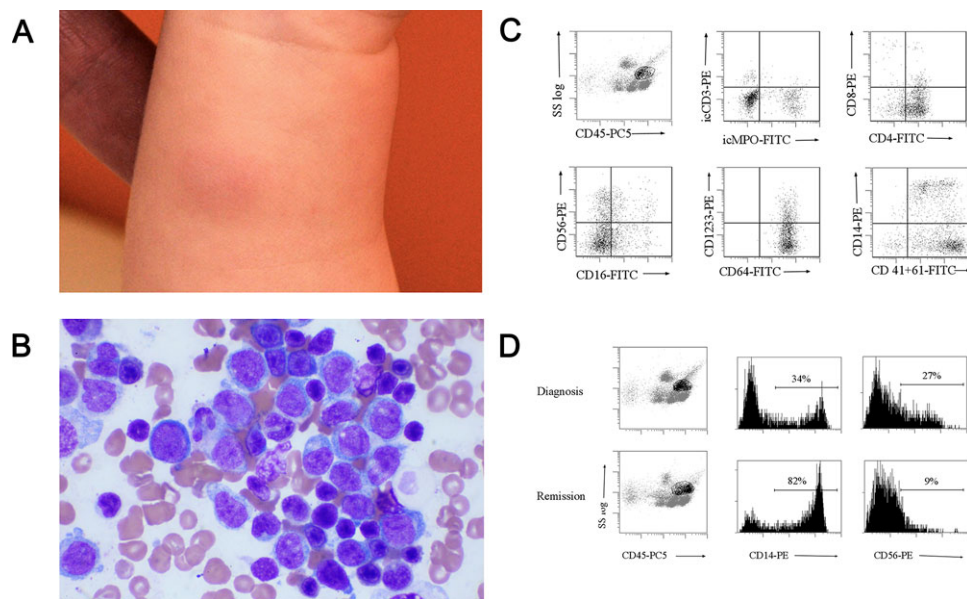 A
B
C
SS log
CD45-PC5
icCD3-PE
icMPO-FITC
CD8-PE
CD4-FITC
CD56-PE
CD16-FITC
CD1233-PE
CD64-FITC
CD14-PE
CD 41+61-FITC
D
Diagnosis
34%
27%
Remission
SS log
82%
9%
CD45-PC5
CD14-PE
CD56-PE